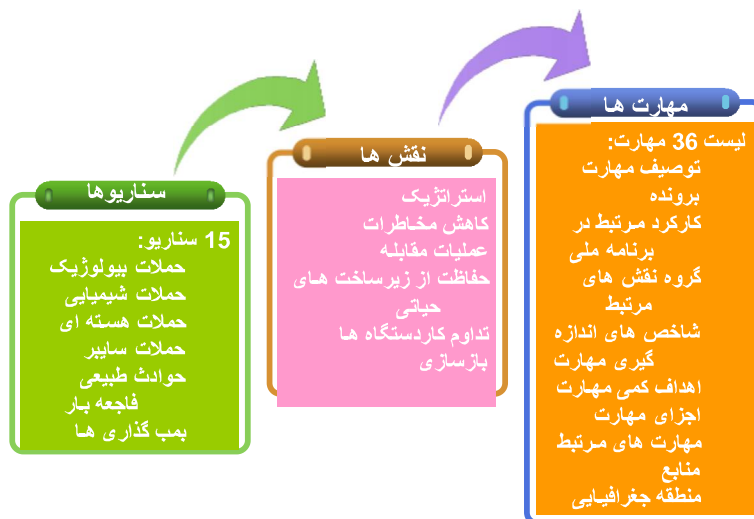 مهارت ها
لیست 36 مهارت:
توصیف مهارت
برونده
کارکرد مرتبط در
برنامه ملی
گروه نقش های
مرتبط
شاخص های اندازه
گیری مهارت
اهداف کمی مهارت
اجزای مهارت
مهارت های مرتبط
منابع
منطقه جغرافیایی
نقش ها
استراتژیک
کاهش مخاطرات
عملیات مقابله
حفاظت از زیرساخت های
حیاتی
تداوم کاردستگاه ها
بازسازی
سناریوها
15 سناریو:
حملات بیولوژیک
حملات شیمیایی
حملات هسته ای
حملات سایبر
حوادث طبیعی
فاجعه بار
بمب گذاری ها